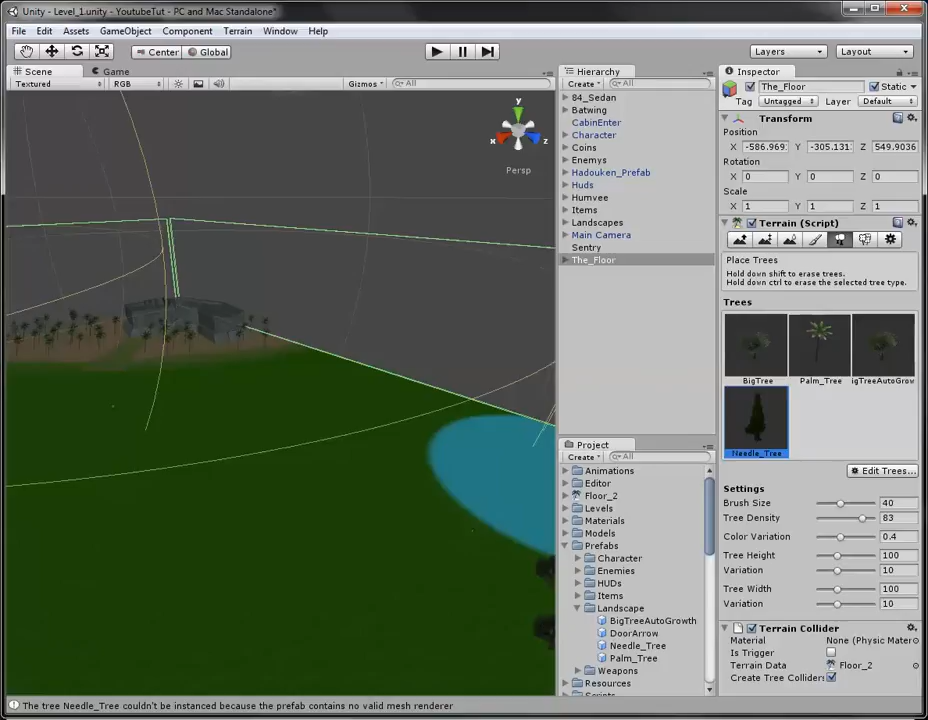 Unity - Level_1.unity - YoutubeTut - PC and Mac Standalone*
File Edit Assets GameObject Component Terrain Window Help
Center Global
Layers Layout
Scene Game
Textured RGB Gizmos All
y
x
z
Persp
Hierarchy
Create All
84_Sedan
Batwing
CabinEnter
Character
Coins
Enemys
Hadouken_Prefab
Huds
Humvee
Items
Landscapes
Main Camera
Sentry
The_Floor
Project
Create All
Animations
Editor
Floor_2
Levels
Materials
Models
Prefabs
Character
Enemies
HUDs
Items
Landscape
BigTreeAutoGrowth
DoorArrow
Needle_Tree
Palm_Tree
Weapons
Resources
Scripts
Inspector
The_Floor Static
Tag Untagged Layer Default
Transform
Position
X -586.969 Y -305.131 Z 549.9036
Rotation
X 0 Y 0 Z 0
Scale
X 1 Y 1 Z 1
Terrain (Script)
Place Trees
Hold down shift to erase trees.
Hold down ctrl to erase the selected tree type.
Trees
BigTree Palm_Tree igTreeAutoGrow
Needle_Tree
Edit Trees...
Settings
Brush Size 40
Tree Density 83
Color Variation 0.4
Tree Height 100
Variation 10
Tree Width 100
Variation 10
Terrain Collider
Material None (Physic Mater
Is Trigger
Terrain Data Floor_2
Create Tree Colliders
The tree Needle_Tree couldn't be instanced because the prefab contains no valid mesh renderer